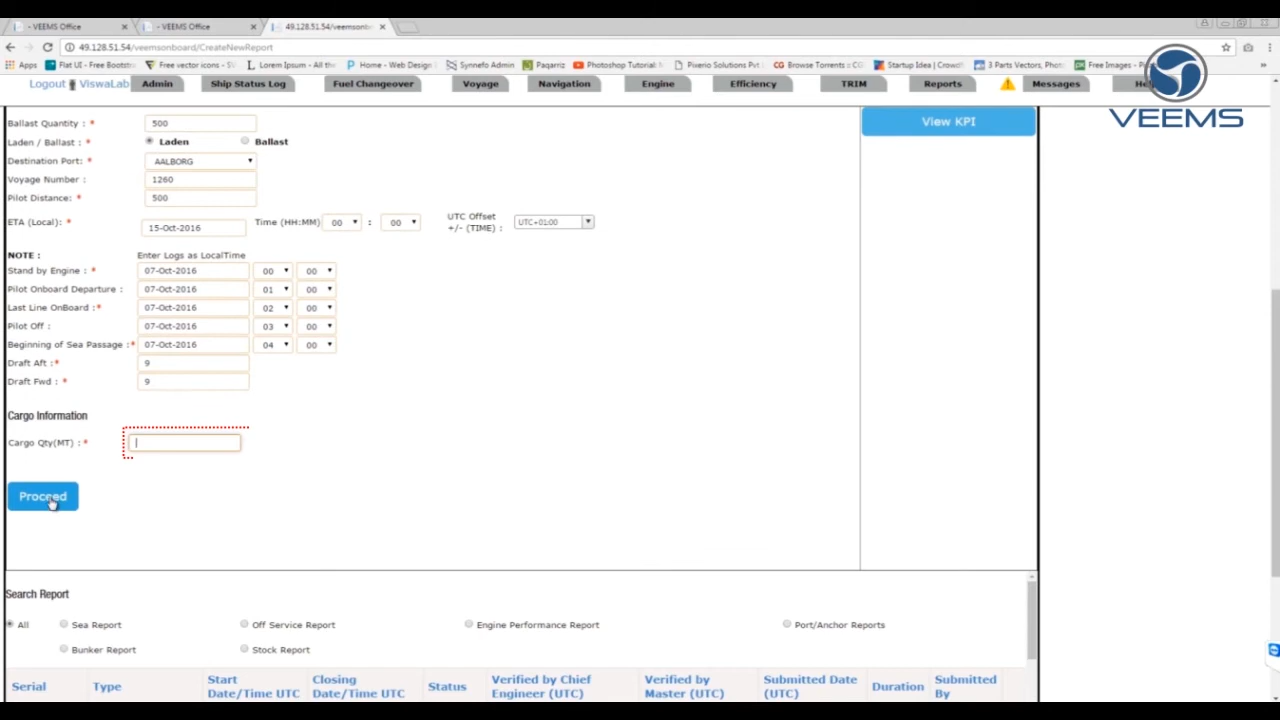 - VEEMS Office
- VEEMS Office
49.128.51.54/veemsonb
49.128.51.54/veemsonboard/CreateNewReport
Apps Flat UI - Free Bootstra Free vector icons - SV Lorem Ipsum - All the Home - Web Design Synnefo Admin Paqarriz Photoshop Tutorial: Piverio Solutions Pvt Browse Torrents :: CG Startup Idea | Crowdf 3 Parts Vectors, Photo Free Images - Pi »
Logout ViswaLab Admin Ship Status Log Fuel Changeover Voyage Navigation Engine Efficiency TRIM Reports Messages
VEEMS
Ballast Quantity : * 500
View KPI
Laden / Ballast : * Laden Ballast
Destination Port: * AALBORG
Voyage Number : 1260
Pilot Distance: * 500
ETA (Local): * 15-Oct-2016 Time (HH:MM) 00 : 00 UTC Offset +/- (TIME) : UTC+01:00
NOTE : Enter Logs as LocalTime
Stand by Engine : * 07-Oct-2016 00 00
Pilot Onboard Departure : 07-Oct-2016 01 00
Last Line OnBoard : * 07-Oct-2016 02 00
Pilot Off : 07-Oct-2016 03 00
Beginning of Sea Passage : * 07-Oct-2016 04 00
Draft Aft : * 9
Draft Fwd : * 9
Cargo Information
Cargo Qty(MT) : *
Proceed
Search Report
All Sea Report Off Service Report Engine Performance Report Port/Anchor Reports
Bunker Report Stock Report
Serial Type Start Date/Time UTC Closing Date/Time UTC Status Verified by Chief Engineer (UTC) Verified by Master (UTC) Submitted Date (UTC) Duration Submitted By